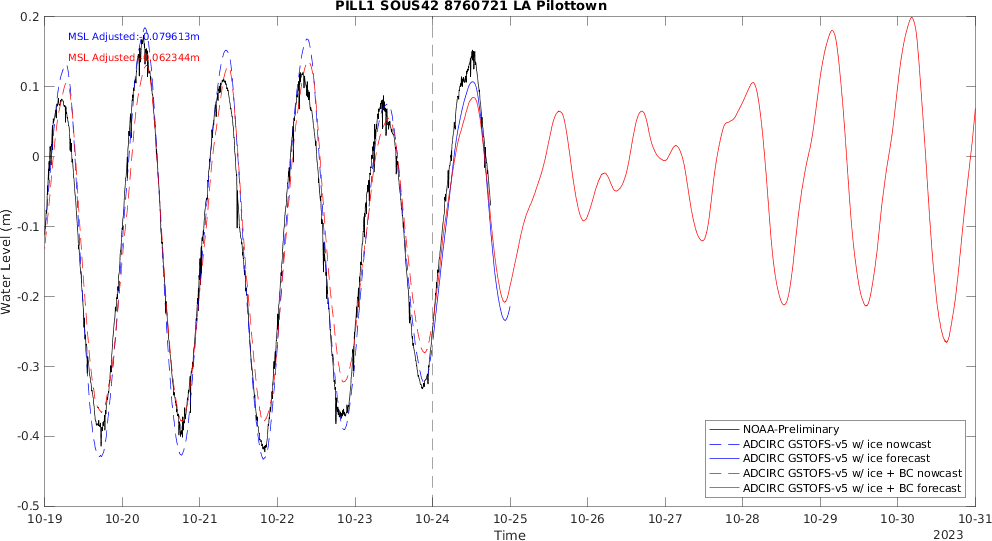 PILL1 SOUS42 8760721 LA Pilottown
MSL Adjusted:-0.079613m
MSL Adjusted: 0.062344m
0.2
0.1
0
-0.1
-0.2
-0.3
-0.4
-0.5
Water Level (m)
10-19 10-20 10-21 10-22 10-23 10-24 10-25 10-26 10-27 10-28 10-29 10-30 10-31
Time
2023
NOAA-Preliminary
ADCIRC GSTOFS-v5 w/ ice nowcast
ADCIRC GSTOFS-v5 w/ ice forecast
ADCIRC GSTOFS-v5 w/ ice + BC nowcast
ADCIRC GSTOFS-v5 w/ ice + BC forecast